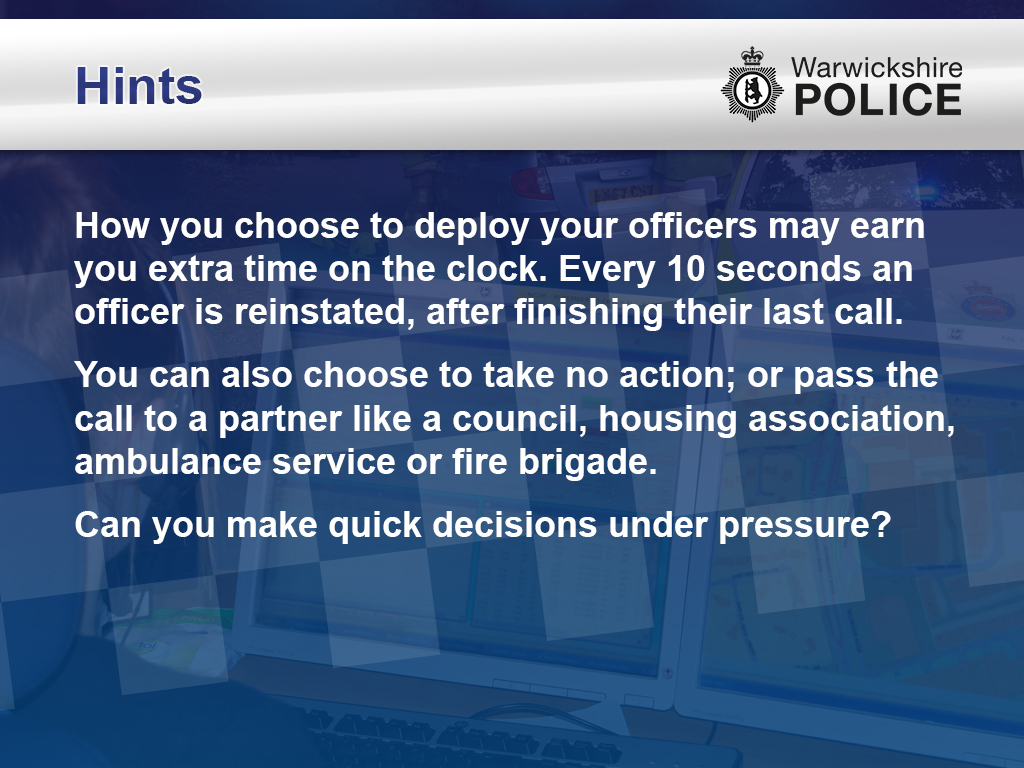 Hints
Warwickshire
POLICE
How you choose to deploy your officers may earn
you extra time on the clock. Every 10 seconds an
officer is reinstated, after finishing their last call.
You can also choose to take no action; or pass the
call to a partner like a council, housing association,
ambulance service or fire brigade.
Can you make quick decisions under pressure?